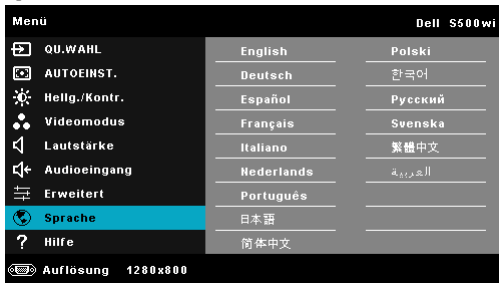 Menü Dell S500wi
QU.WAHL
AUTOEINST.
Hellg./Kontr.
Videomodus
Lautstärke
Audioeingang
Erweitert
Sprache
Hilfe
English Polski
Deutsch 한국어
Español Русский
Français Svenska
Italiano 繁體中文
Nederlands العربية
Português
日本語
简体中文
Auflösung 1280x800